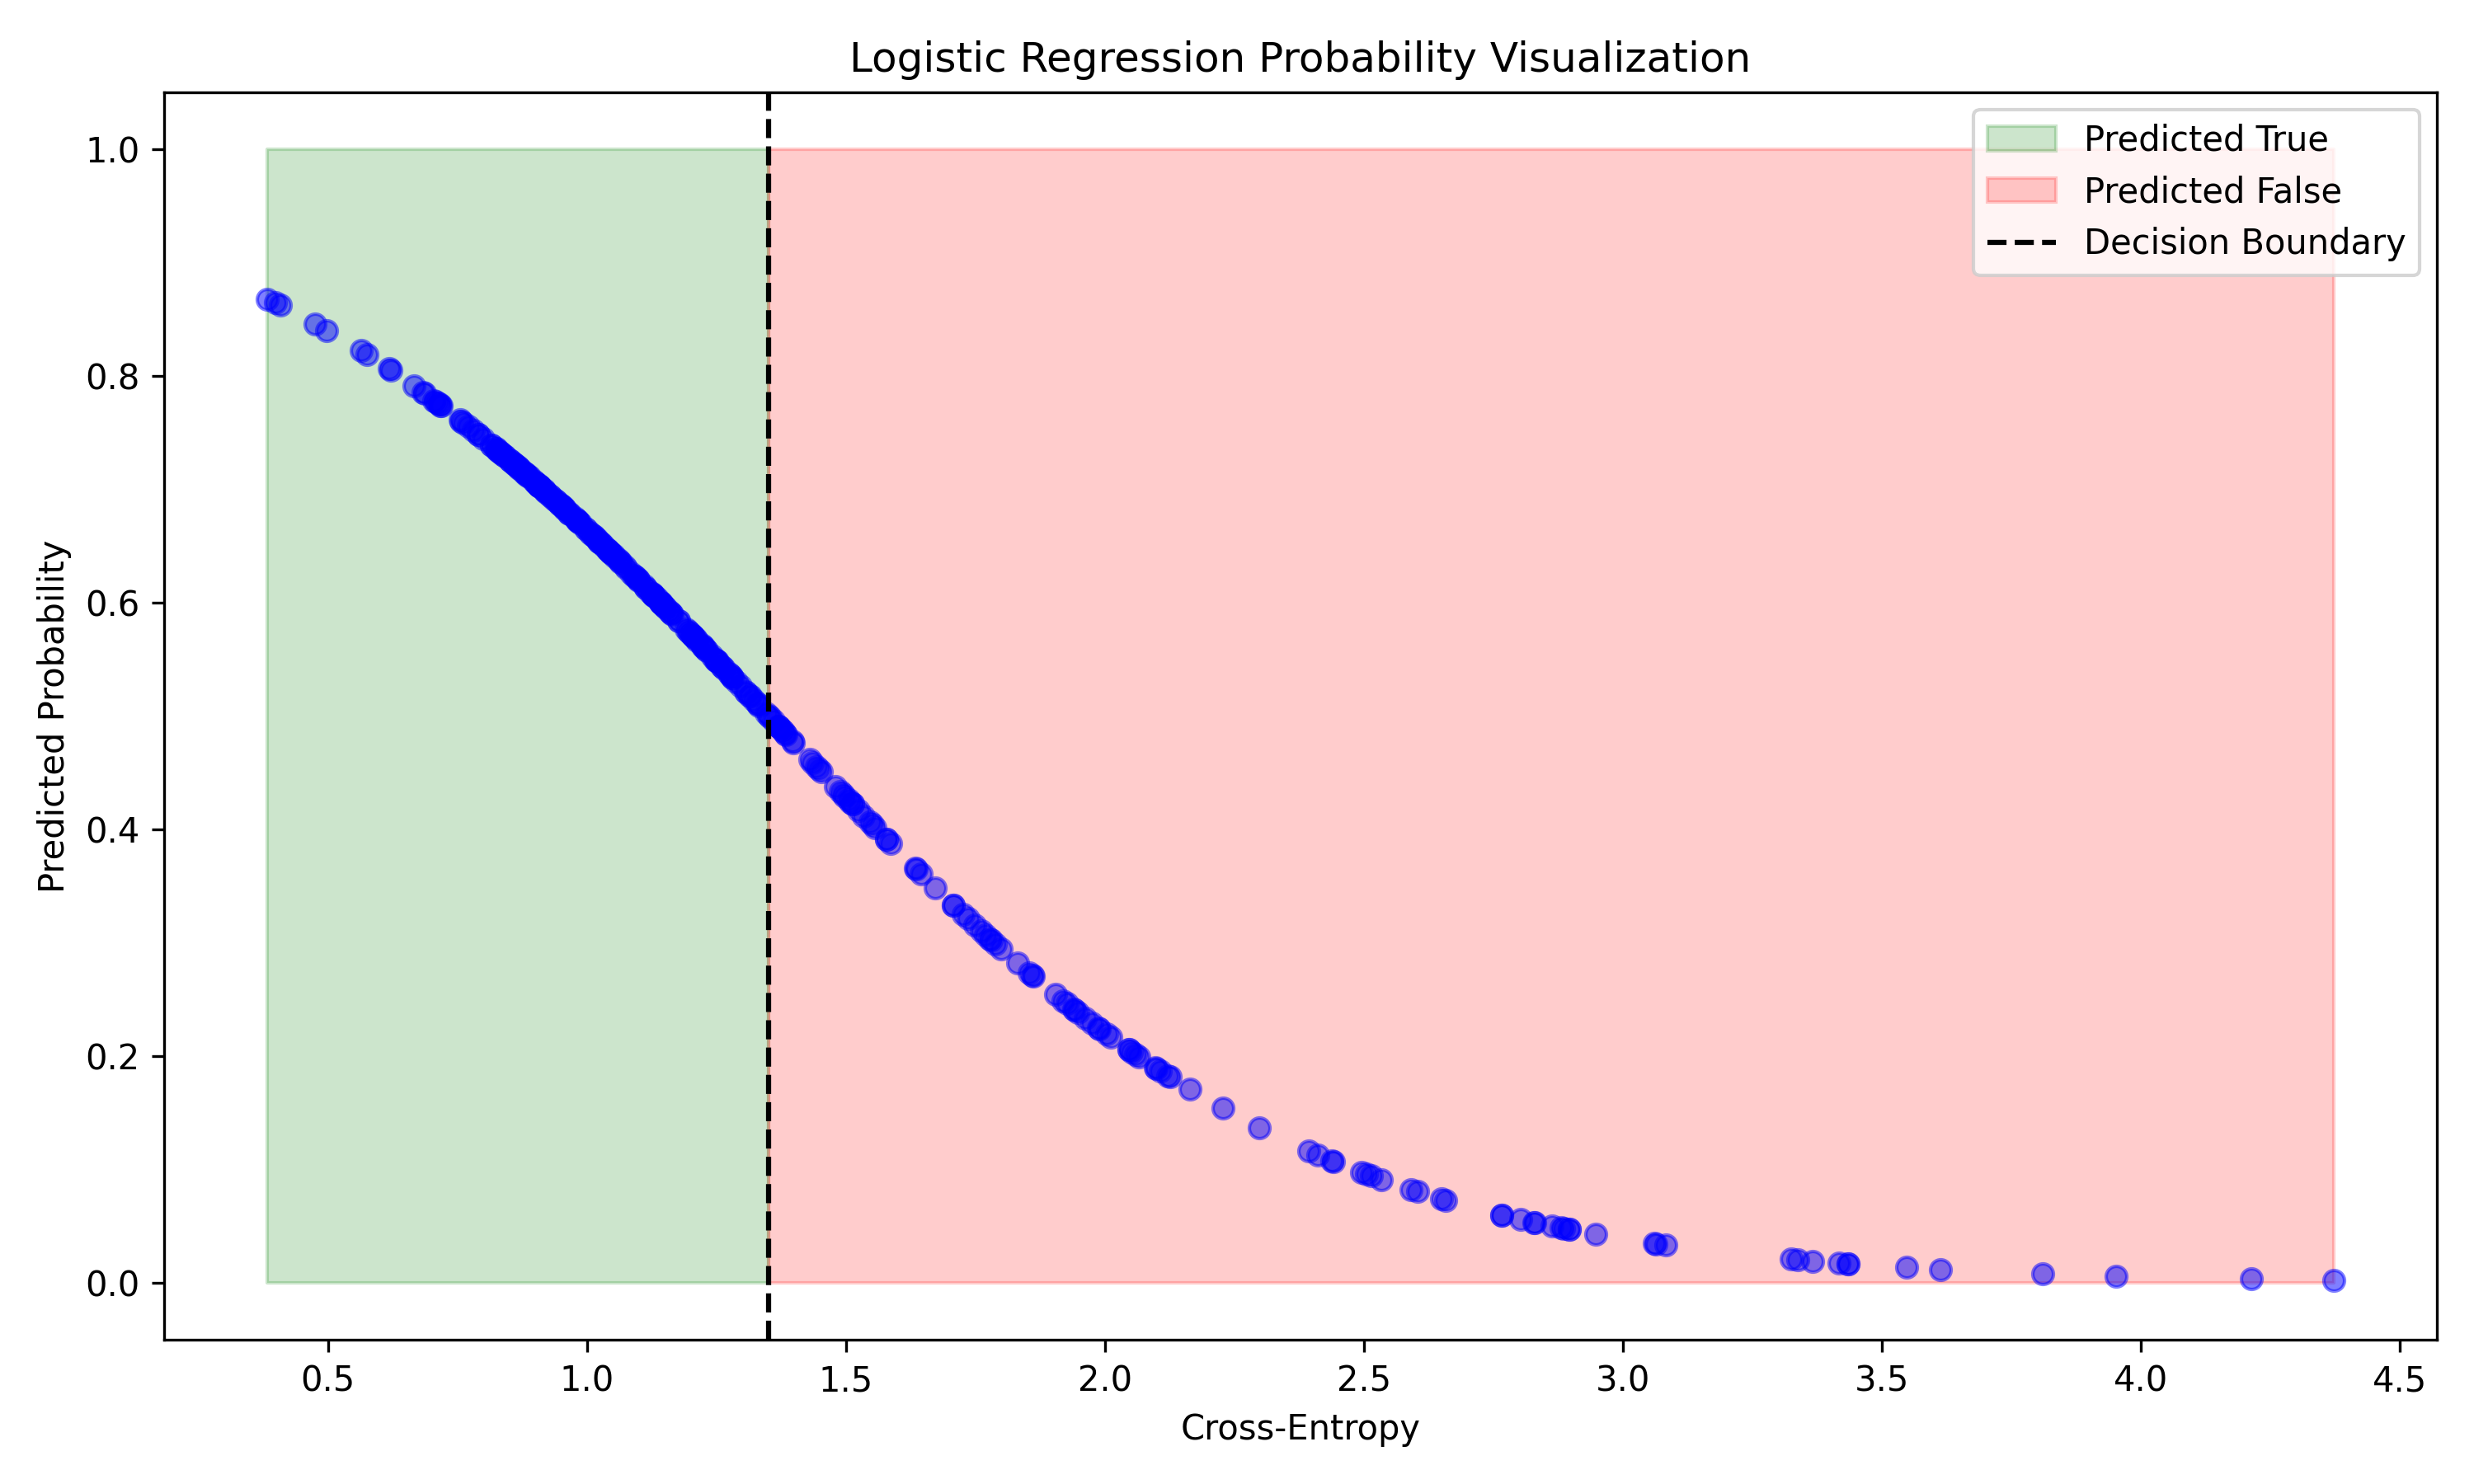 Logistic Regression Probability Visualization
Predicted True
Predicted False
Decision Boundary
Predicted Probability
1.0
0.8
0.6
0.4
0.2
0.0
0.5 1.0 1.5 2.0 2.5 3.0 3.5 4.0 4.5
Cross-Entropy